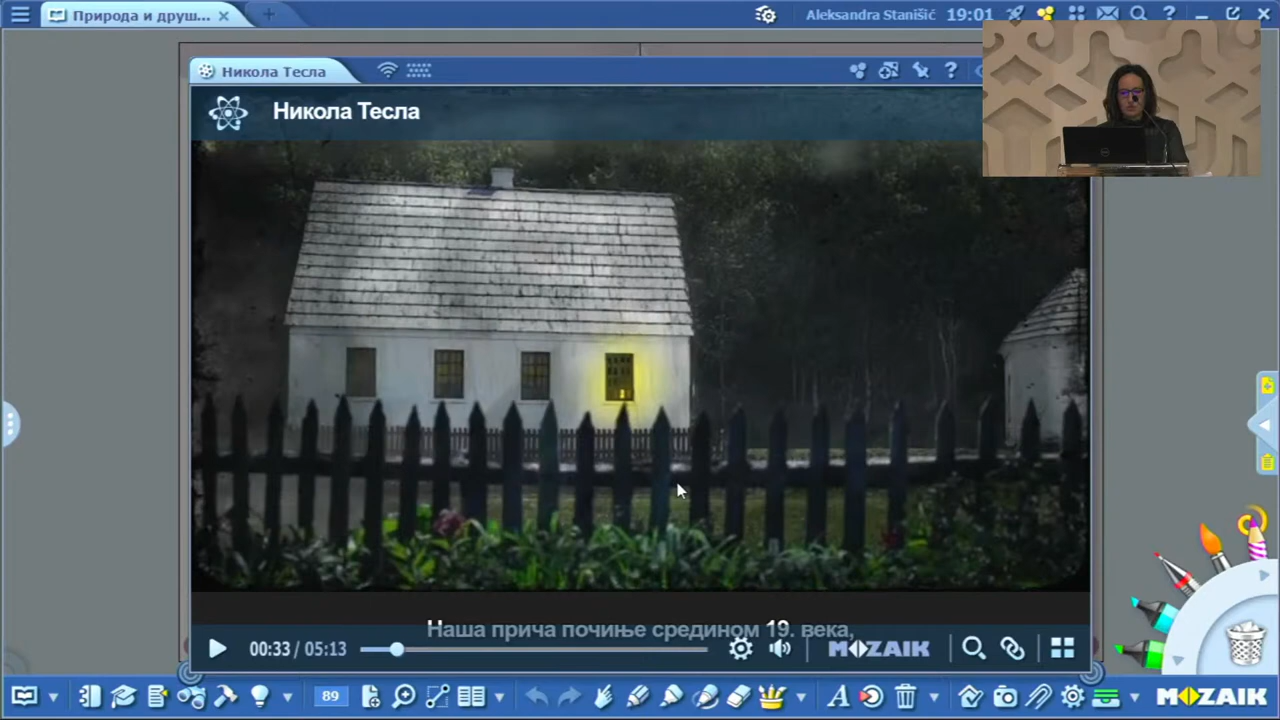 Природа и друш...
Aleksandra Stanišić
19:01
Никола Тесла
Никола Тесла
Наша прича почиње средином 19. века,
00:33 / 05:13
MOZAIK
89
MOZAIK